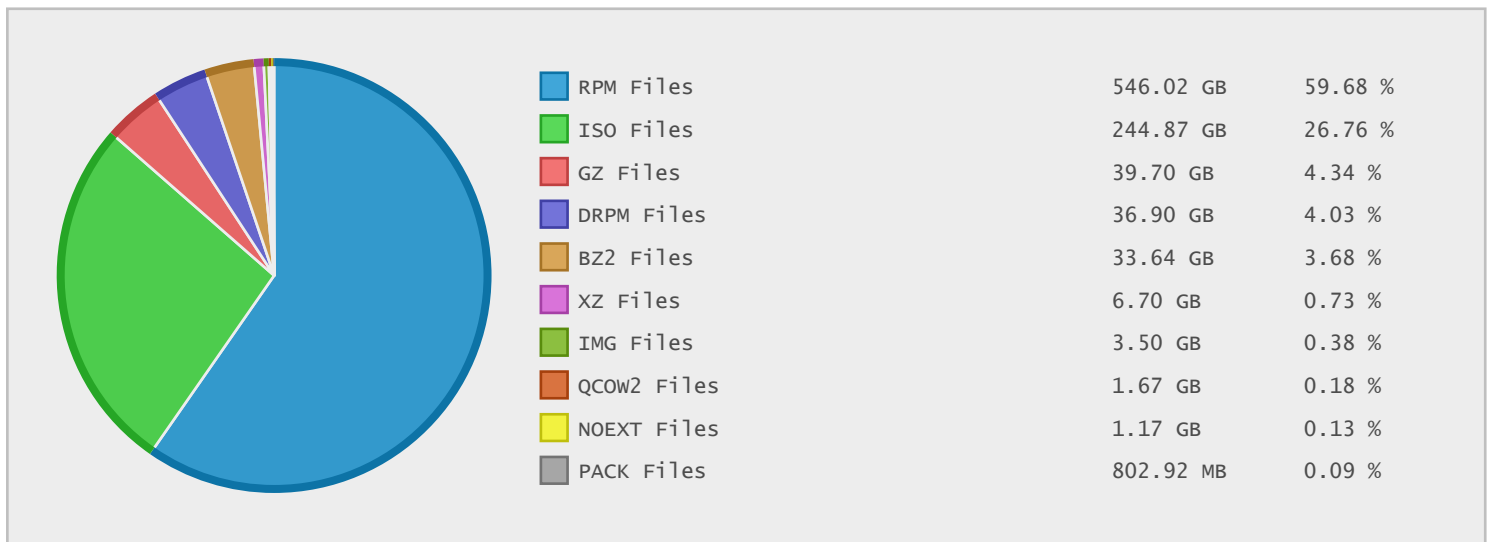 RPM Files 546.02 GB 59.68 %
ISO Files 244.87 GB 26.76 %
GZ Files 39.70 GB 4.34 %
DRPM Files 36.90 GB 4.03 %
BZ2 Files 33.64 GB 3.68 %
XZ Files 6.70 GB 0.73 %
IMG Files 3.50 GB 0.38 %
QCOW2 Files 1.67 GB 0.18 %
NOEXT Files 1.17 GB 0.13 %
PACK Files 802.92 MB 0.09 %